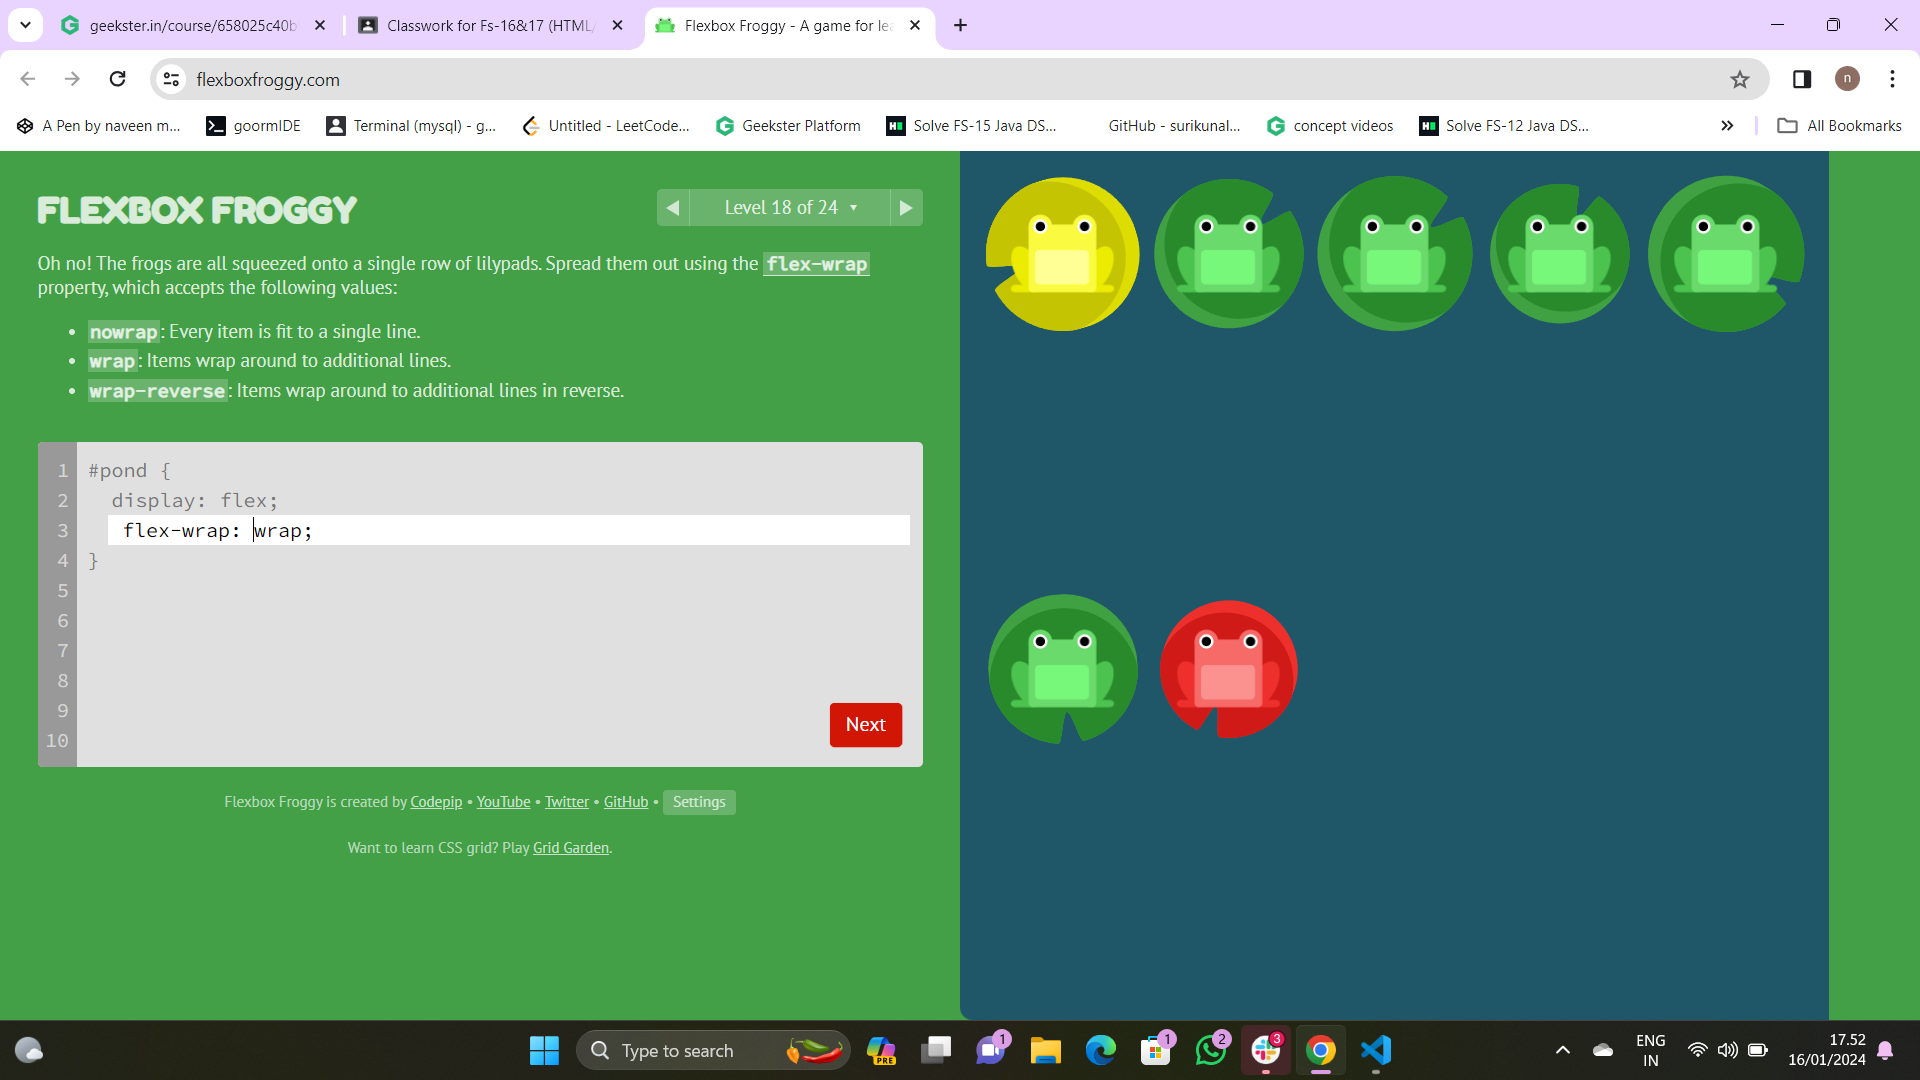 geekster.in/course/658025c40b
Classwork for Fs-16&17 (HTML/
Flexbox Froggy - A game for lea
flexboxfroggy.com
n
A Pen by naveen m...
goormIDE
Terminal (mysql) - g...
Untitled - LeetCode...
Geekster Platform
Solve FS-15 Java DS...
GitHub - surikunal...
concept videos
Solve FS-12 Java DS...
All Bookmarks
FLEXBOX FROGGY
Level 18 of 24
Oh no! The frogs are all squeezed onto a single row of lilypads. Spread them out using the flex-wrap
property, which accepts the following values:
• nowrap: Every item is fit to a single line.
• wrap: Items wrap around to additional lines.
• wrap-reverse: Items wrap around to additional lines in reverse.
1 #pond {
2 display: flex;
3 flex-wrap: wrap;
4 }
5
6
7
8
9
10
Next
Flexbox Froggy is created by Codepip • YouTube • Twitter • GitHub • Settings
Want to learn CSS grid? Play Grid Garden.
Type to search
PRE
1
1
2
3
ENG
IN
17.52
16/01/2024